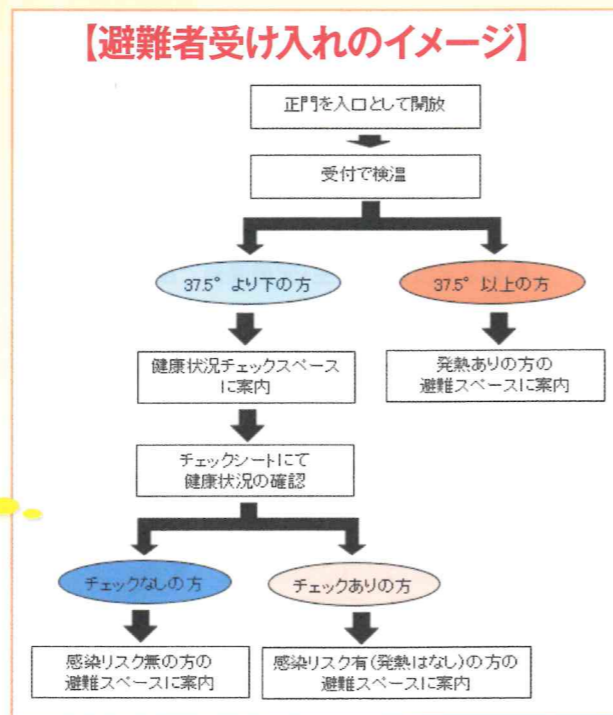 【避難者受け入れのイメージ】
正門を入口として開放
受付で検温
37.5°より下の方
37.5°以上の方
健康状況チェックスペース
に案内
発熱ありの方の
避難スペースに案内
チェックシートにて
健康状況の確認
チェックなしの方
チェックありの方
感染リスク無の方の
避難スペースに案内
感染リスク有(発熱はなし)の方の
避難スペースに案内